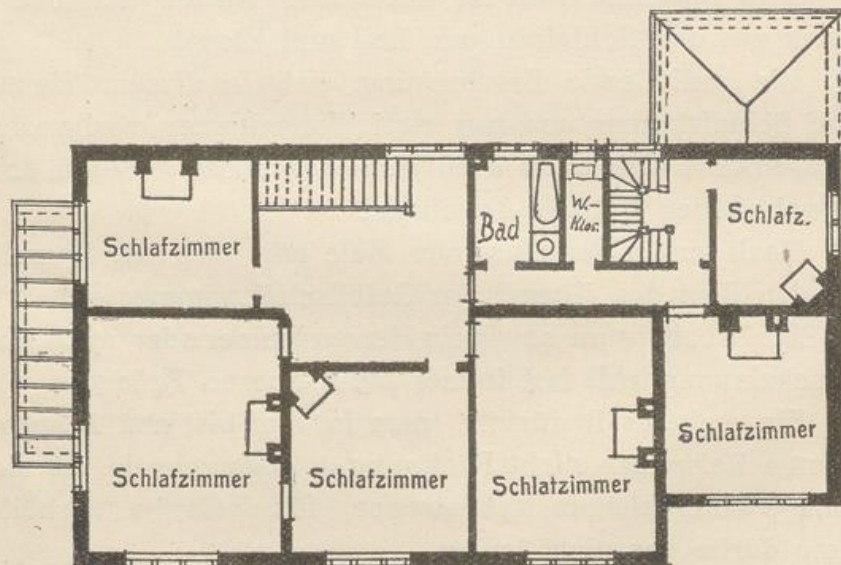 Schlafzimmer
Bad
W.-
Klos.
Schlafz.
Schlafzimmer
Schlafzimmer
Schlatzimmer
Schlafzimmer